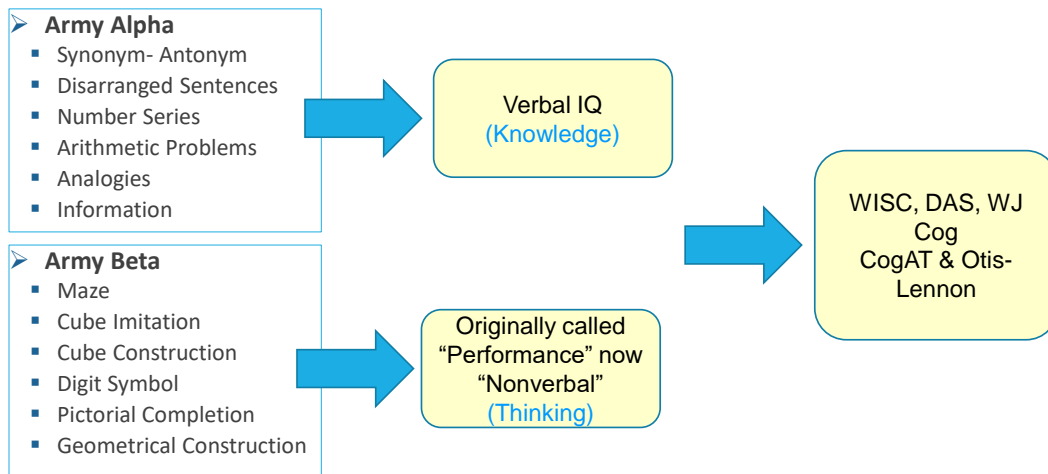 Army Alpha
Synonym- Antonym
Disarranged Sentences
Number Series
Arithmetic Problems
Analogies
Information
Verbal IQ
(Knowledge)
Army Beta
Maze
Cube Imitation
Cube Construction
Digit Symbol
Pictorial Completion
Geometrical Construction
Originally called
“Performance” now
“Nonverbal”
(Thinking)
WISC, DAS, WJ
Cog
CogAT & Otis-
Lennon